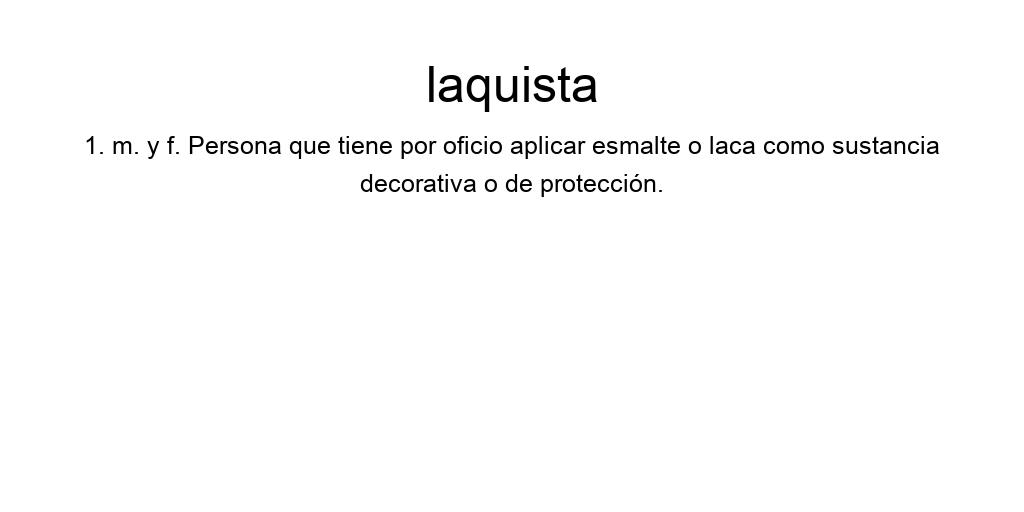 laquista
1. m. y f. Persona que tiene por oficio aplicar esmalte o laca como sustancia
decorativa o de protección.